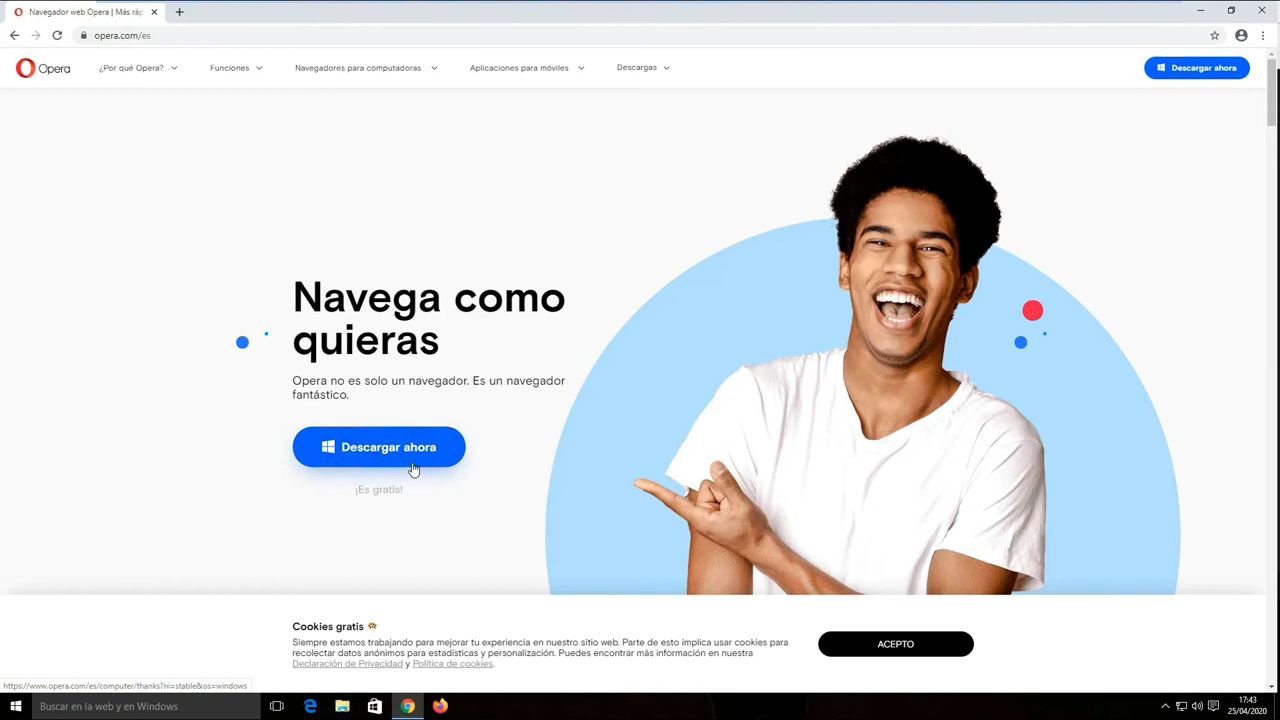 Navegador web Opera | Más ráp
opera.com/es
Opera
¿Por qué Opera?
Funciones
Navegadores para computadoras
Aplicaciones para móviles
Descargas
Descargar ahora
Navega como
quieras
Opera no es solo un navegador. Es un navegador
fantástico.
Descargar ahora
¡Es gratis!
Cookies gratis
Siempre estamos trabajando para mejorar tu experiencia en nuestro sitio web. Parte de esto implica usar cookies para
recolectar datos anónimos para estadísticas y personalización. Puedes encontrar más información en nuestra
Declaración de Privacidad y Política de cookies.
ACEPTO
https://www.opera.com/es/computer/thanks?ni=stable&os=windows
Buscar en la web y en Windows
17:43
25/04/2020